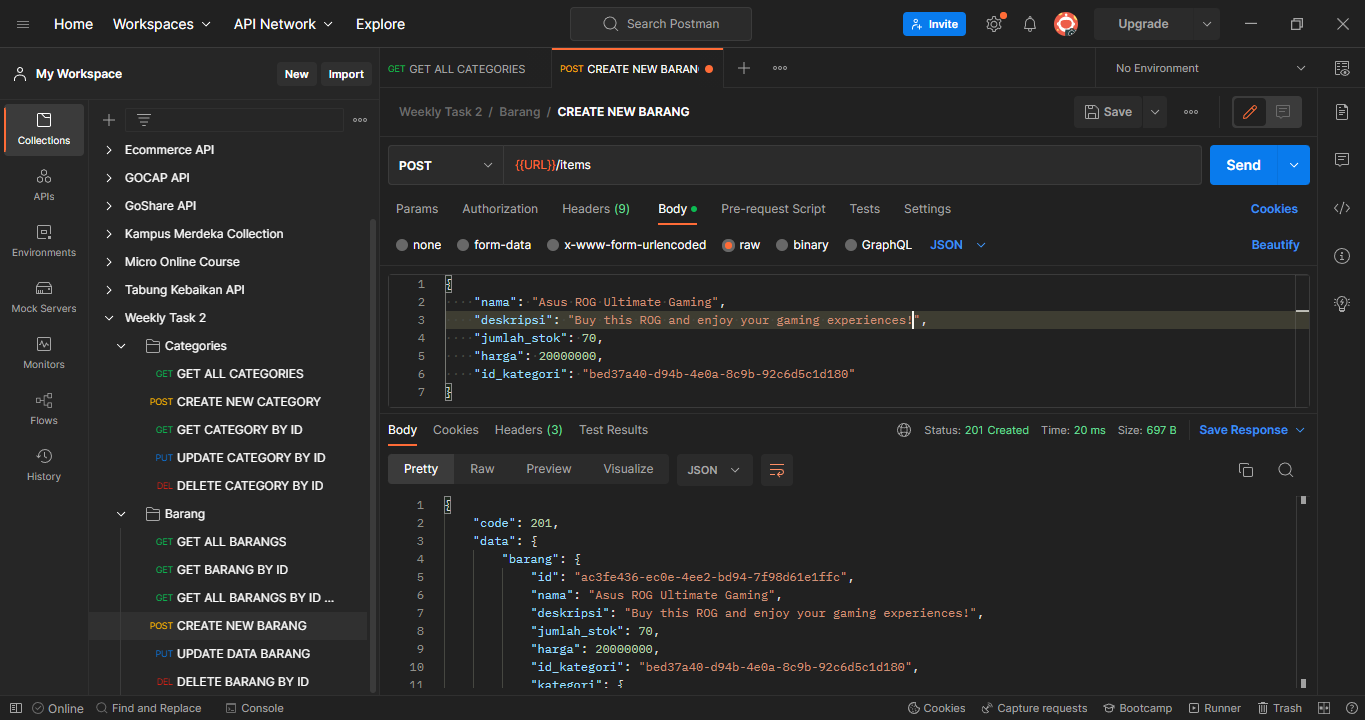 Home Workspaces API Network Explore Search Postman Invite Upgrade
My Workspace New Import
GET GET ALL CATEGORIES POST CREATE NEW BARAN No Environment
Weekly Task 2 / Barang / CREATE NEW BARANG Save
Collections
APIs
Environments
Mock Servers
Monitors
Flows
History
Ecommerce API
GOCAP API
GoShare API
Kampus Merdeka Collection
Micro Online Course
Tabung Kebaikan API
Weekly Task 2
Categories
GET GET ALL CATEGORIES
POST CREATE NEW CATEGORY
GET GET CATEGORY BY ID
PUT UPDATE CATEGORY BY ID
DEL DELETE CATEGORY BY ID
Barang
GET GET ALL BARANGS
GET GET BARANG BY ID
GET GET ALL BARANGS BY ID ...
POST CREATE NEW BARANG
PUT UPDATE DATA BARANG
DEL DELETE BARANG BY ID
POST {{URL}}/items Send
Params Authorization Headers (9) Body Pre-request Script Tests Settings Cookies
none form-data x-www-form-urlencoded raw binary GraphQL JSON Beautify
1 {
2 "nama": "Asus ROG Ultimate Gaming",
3 "deskripsi": "Buy this ROG and enjoy your gaming experiences!",
4 "jumlah_stok": 70,
5 "harga": 20000000,
6 "id_kategori": "bed37a40-d94b-4e0a-8c9b-92c6d5c1d180"
7 }
Body Cookies Headers (3) Test Results Status: 201 Created Time: 20 ms Size: 697 B Save Response
Pretty Raw Preview Visualize JSON
1 {
2 "code": 201,
3 "data": {
4 "barang": {
5 "id": "ac3fe436-ec0e-4ee2-bd94-7f98d61e1ffc",
6 "nama": "Asus ROG Ultimate Gaming",
7 "deskripsi": "Buy this ROG and enjoy your gaming experiences!",
8 "jumlah_stok": 70,
9 "harga": 20000000,
10 "id_kategori": "bed37a40-d94b-4e0a-8c9b-92c6d5c1d180",
11 "kategori": {
Online Find and Replace Console Cookies Capture requests Bootcamp Runner Trash